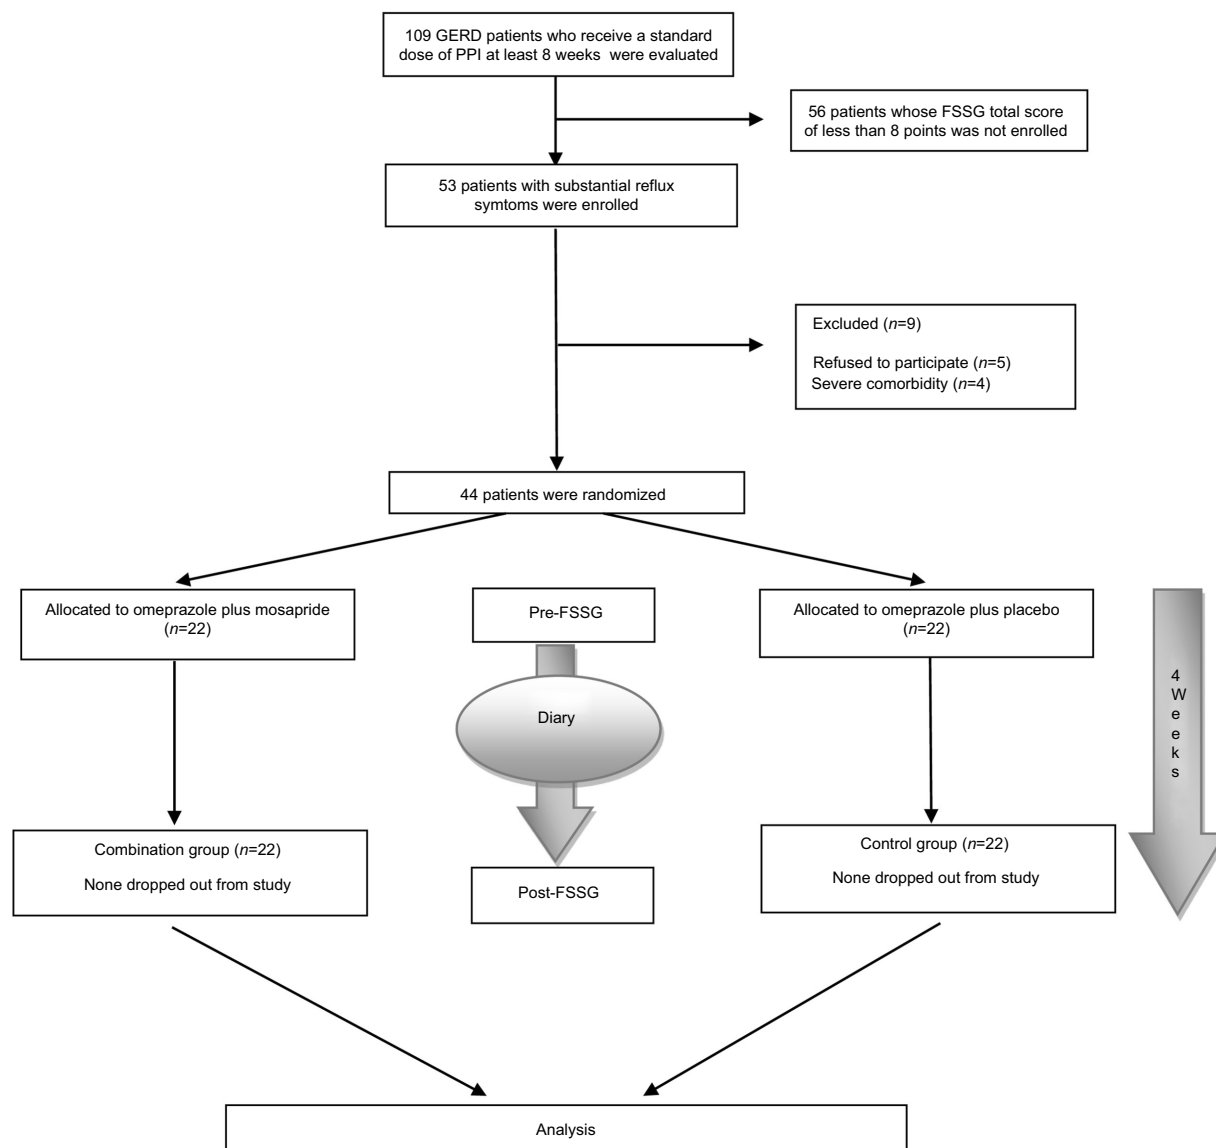 109 GERD patients who receive a standard
dose of PPI at least 8 weeks were evaluated
56 patients whose FSSG total score
of less than 8 points was not enrolled
53 patients with substantial reflux
symtoms were enrolled
Excluded (n=9)
Refused to participate (n=5)
Severe comorbidity (n=4)
44 patients were randomized
Allocated to omeprazole plus mosapride
(n=22)
Pre-FSSG
Allocated to omeprazole plus placebo
(n=22)
Diary
4
W
e
e
k
s
Combination group (n=22)
None dropped out from study
Post-FSSG
Control group (n=22)
None dropped out from study
Analysis